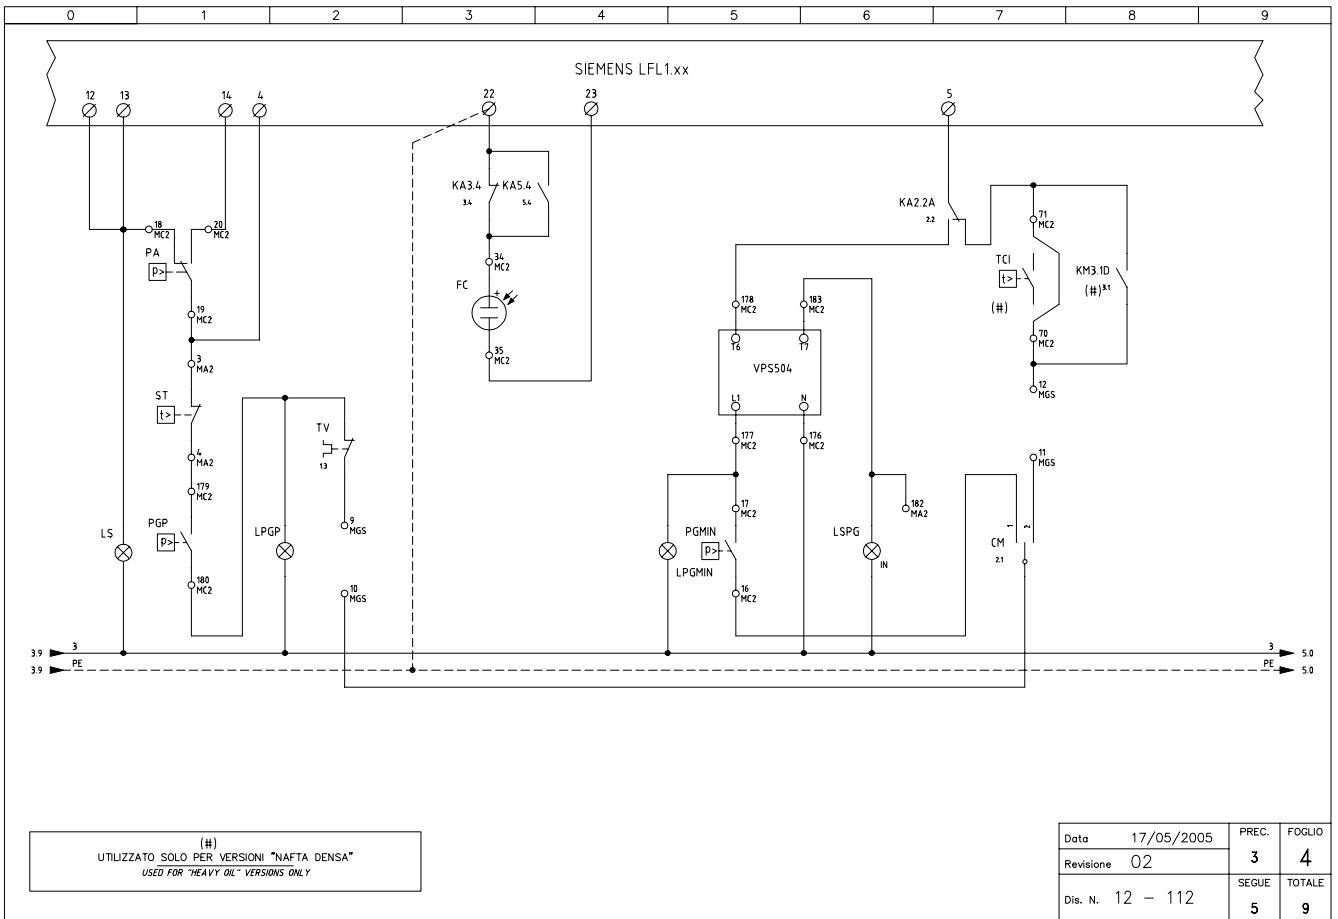 0 1 2 3 4 5 6 7 8 9
SIEMENS LFL1.xx
12 13 14 4 22 23 5
KA3.4 KA5.4
3.4 5.4
KA2.2A
2.2
71
MC2
18
MC2
20
MC2
PA
P>
34
MC2
TCI
t>
(#)
KM3.1D
(#) 3.1
FC
+
178
MC2
183
MC2
19
MC2
T6 T7
VPS504
L1 N
70
MC2
35
MC2
3
MA2
12
MGS
ST
t>
TV
1.3
177
MC2
176
MC2
4
MA2
11
MGS
179
MC2
17
MC2
182
MA2
9
MGS
LS
PGP
P>
LPGP
PGMIN
P>
LPGMIN
LSPG
IN
1 2
CM
2.1
180
MC2
10
MGS
16
MC2
3.9 3 3 5.0
3.9 PE PE 5.0
(#)
UTILIZZATO SOLO PER VERSIONI "NAFTA DENSA"
USED FOR "HEAVY OIL" VERSIONS ONLY
Data 17/05/2005
Revisione 02
Dis. N. 12 - 112
PREC. FOGLIO
3 4
SEGUE TOTALE
5 9